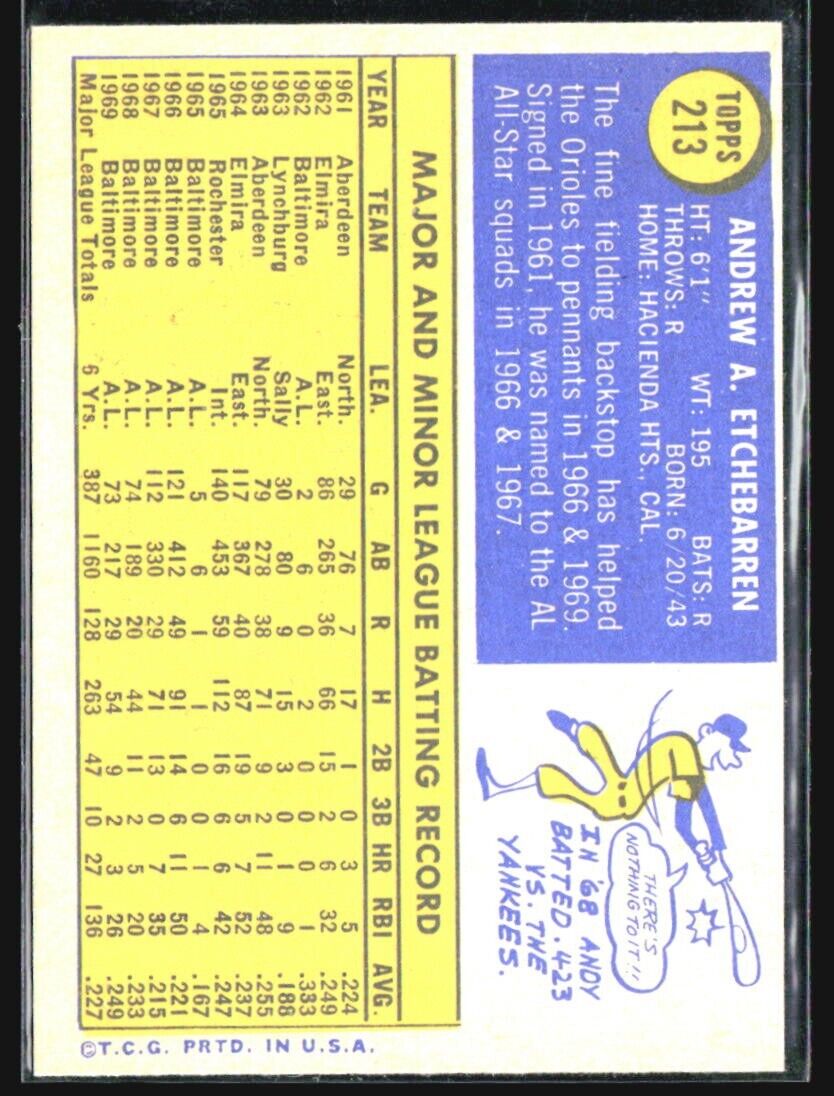 TOPPS
213
ANDREW A. ETCHEBARREN
HT: 6'1" WT: 195 BATS: R
THROWS: R BORN: 6/20/43
HOME: HACIENDA HTS., CAL.
The fine fielding backstop has helped
the Orioles to pennants in 1966 & 1969.
Signed in 1961, he was named to the AL
All-Star squads in 1966 & 1967.
THERE'S
NOTHING TO IT!!
IN '68 ANDY
BATTED .423
VS. THE
YANKEES.
MAJOR AND MINOR LEAGUE BATTING RECORD
YEAR TEAM LEA. G AB R H 2B 3B HR RBI AVG.
1961 Aberdeen North. 29 76 7 17 1 0 3 5 .224
1962 Elmira East. 86 265 36 66 15 2 6 32 .249
1962 Baltimore A.L. 2 6 0 2 0 0 0 1 .333
1963 Lynchburg Sally 30 80 9 15 3 0 1 9 .188
1963 Aberdeen North. 79 278 38 71 9 2 11 48 .255
1964 Elmira East. 117 367 40 87 19 5 7 52 .237
1965 Rochester Int. 140 453 59 112 16 6 6 42 .247
1965 Baltimore A.L. 5 6 1 1 0 0 1 4 .167
1966 Baltimore A.L. 121 412 49 91 14 6 11 50 .221
1967 Baltimore A.L. 112 330 29 71 13 0 7 35 .215
1968 Baltimore A.L. 74 189 20 44 11 2 5 20 .233
1969 Baltimore A.L. 73 217 29 54 9 2 3 26 .249
Major League Totals 6 Yrs. 387 1160 128 263 47 10 27 136 .227
©T.C.G. PRTD. IN U.S.A.